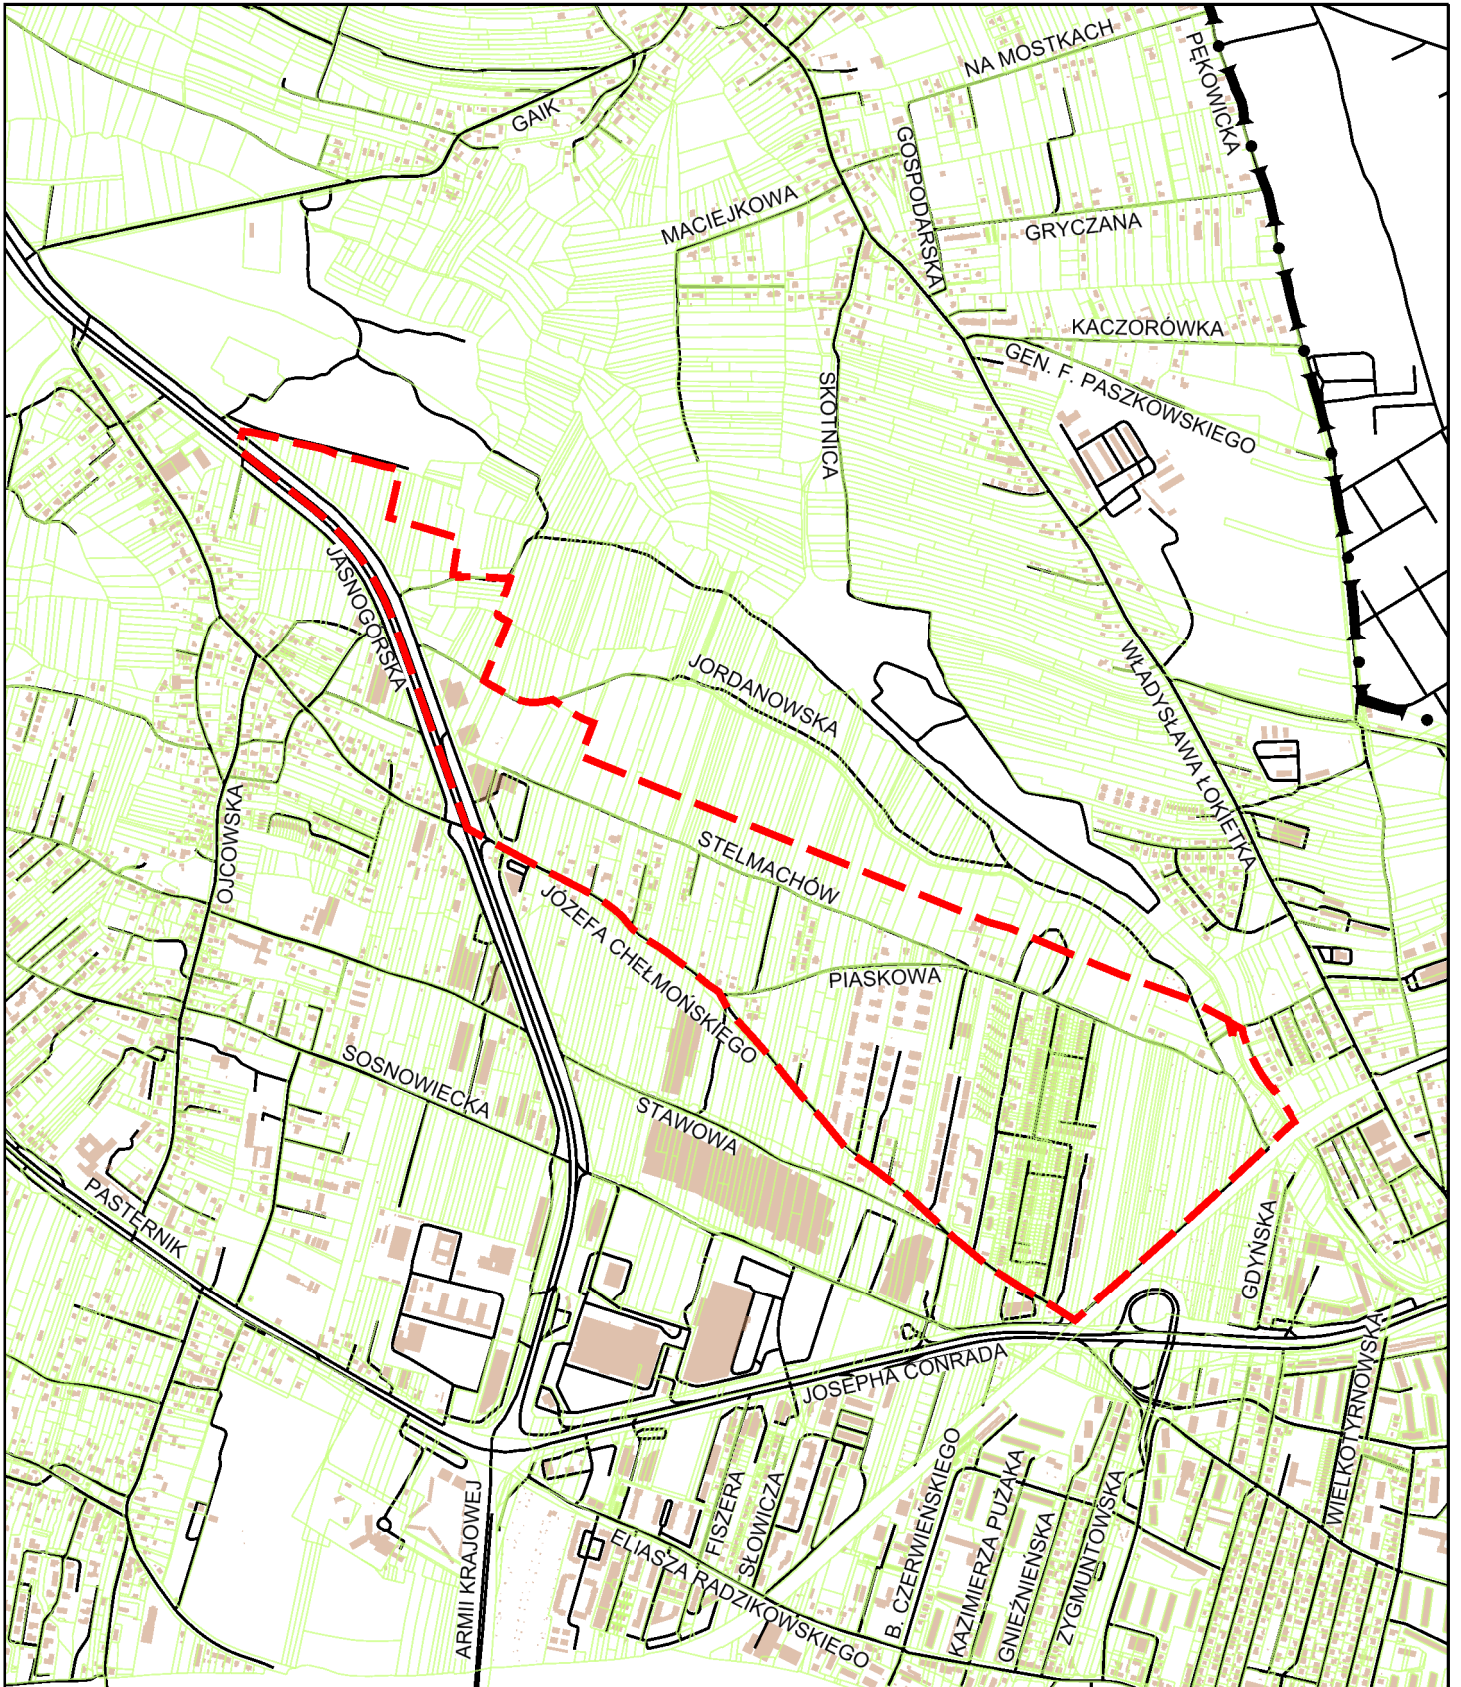 NA MOSTKACH
PĘKOWICKA
GAIK
GOSPODARSKA
MACIEJKOWA
GRYCZANA
KACZORÓWKA
GEN. F. PASZKOWSKIEGO
SKOTNICA
JASNOGÓRSKA
JORDANOWSKA
WŁADYSŁAWA ŁOKIETKA
OJCOWSKA
STELMACHÓW
JÓZEFA CHEŁMOŃSKIEGO
PIASKOWA
SOSNOWIECKA
STAWOWA
PASTERNIK
GDYŃSKA
JOSEPHA CONRADA
WIELKOTYRNOWSKA
ARMII KRAJOWEJ
FISZERA
SŁOWICZA
ELIASZA RADZIKOWSKIEGO
B. CZERWIEŃSKIEGO
KAZIMIERZA PUŻAKA
GNIEŹNIEŃSKA
ZYGMUNTOWSKA